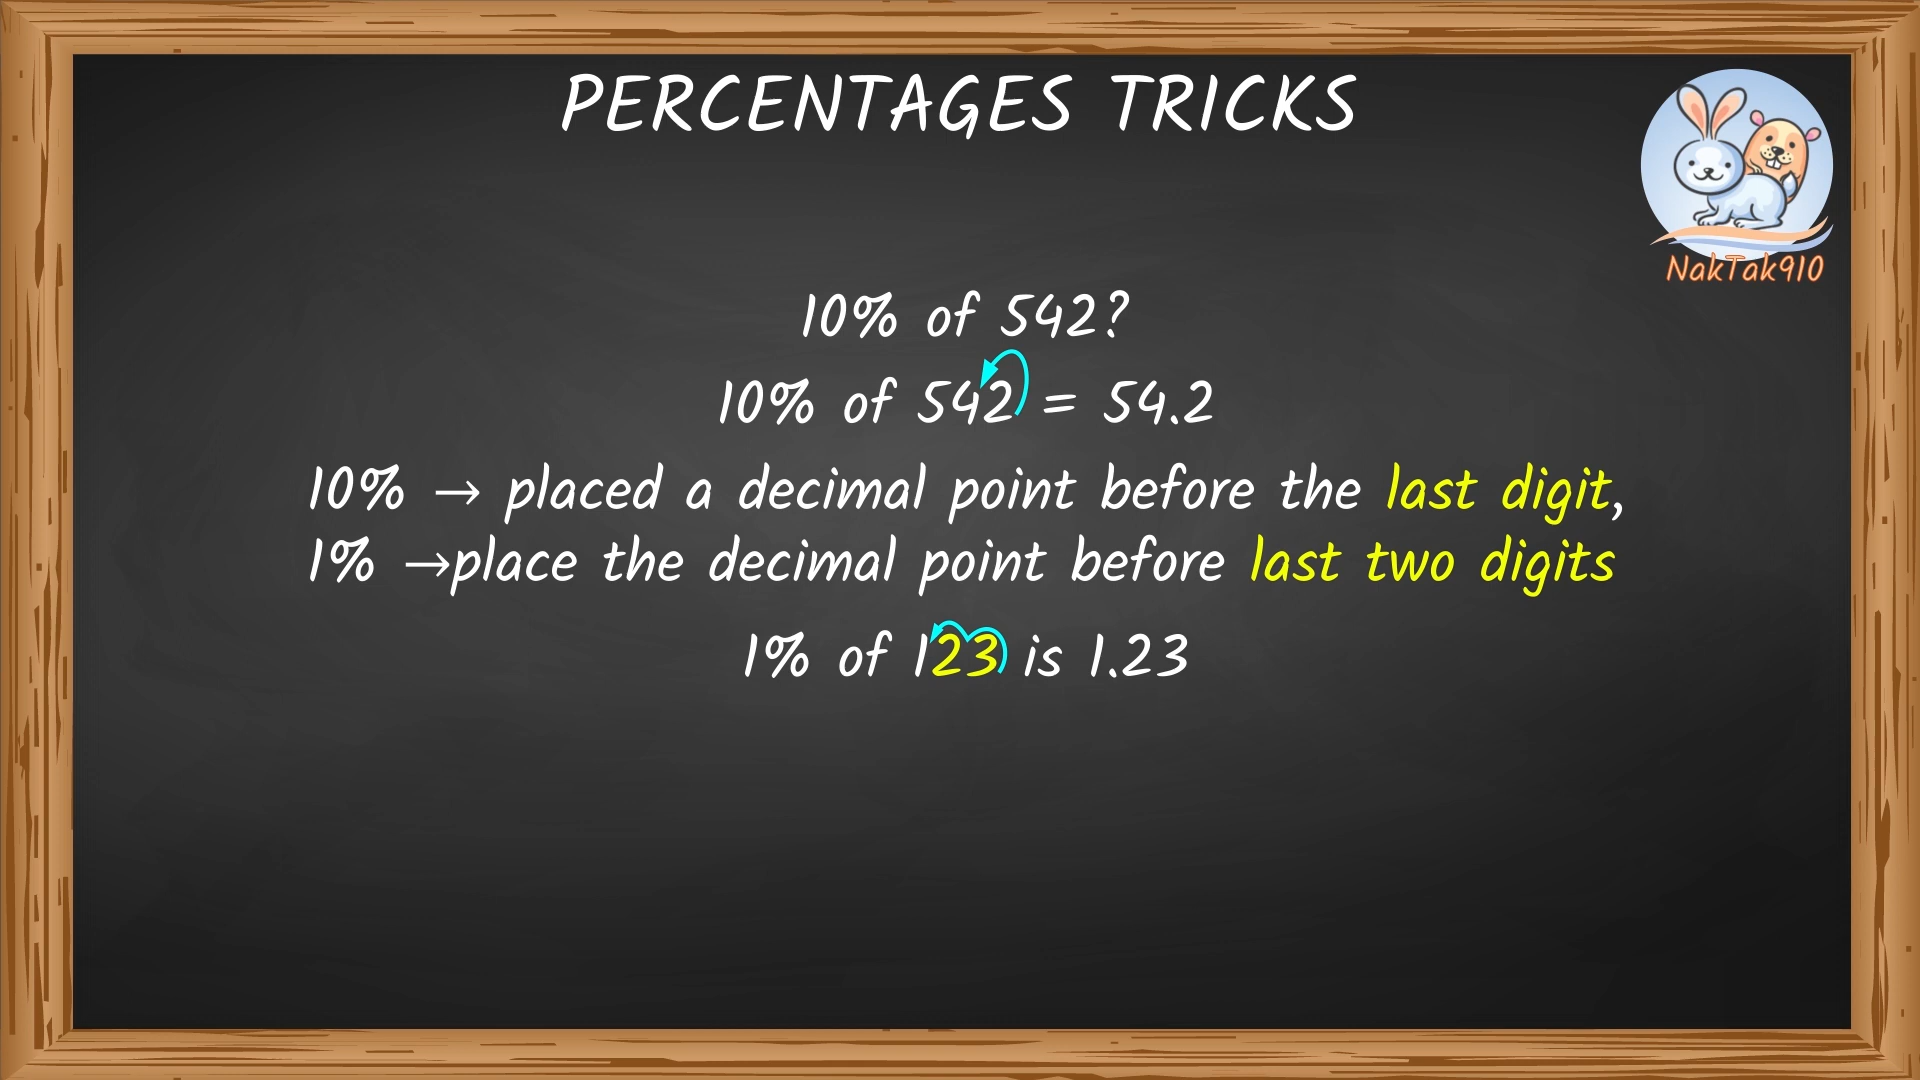 PERCENTAGES TRICKS
NakTak910
10% of 542?
10% of 542 = 54.2
10% → placed a decimal point before the last digit,
1% →place the decimal point before last two digits
1% of 123 is 1.23